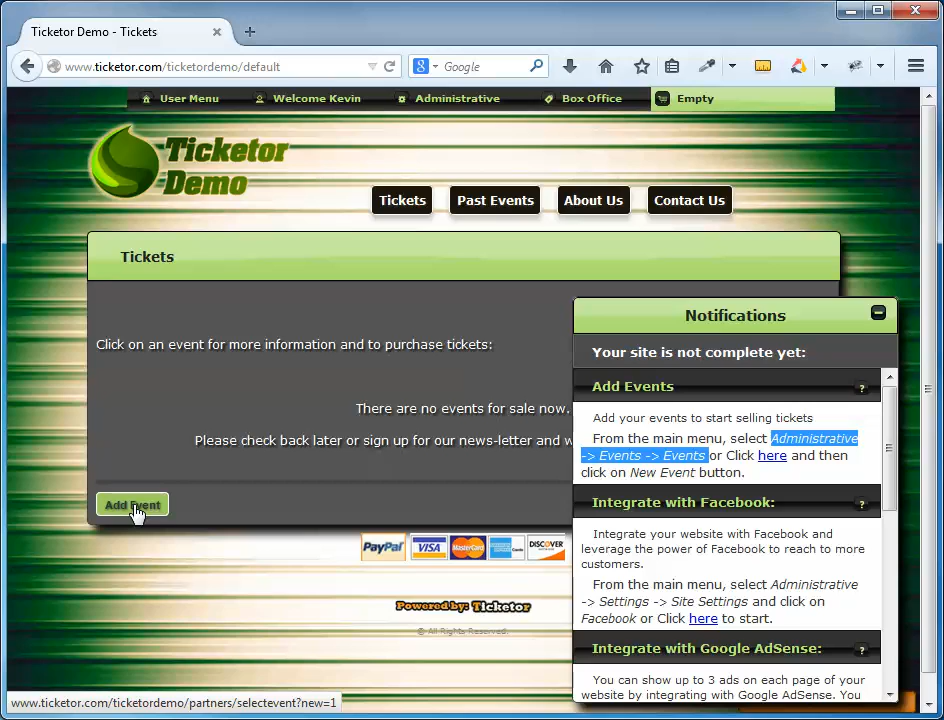 Ticketor Demo - Tickets
www.ticketor.com/ticketordemo/default
Google
User Menu
Welcome Kevin
Administrative
Box Office
Empty
Ticketor
Demo
Tickets
Past Events
About Us
Contact Us
Tickets
Click on an event for more information and to purchase tickets:
There are no events for sale now.
Please check back later or sign up for our news-letter and w
Add Event
Notifications
Your site is not complete yet:
Add Events
?
Add your events to start selling tickets
From the main menu, select Administrative
-> Events -> Events or Click here and then
click on New Event button.
Integrate with Facebook:
?
Integrate your website with Facebook and
leverage the power of Facebook to reach to more
customers.
From the main menu, select Administrative
-> Settings -> Site Settings and click on
Facebook or Click here to start.
Integrate with Google AdSense:
?
You can show up to 3 ads on each page of your
website by integrating with Google AdSense. You
PayPal
VISA
MasterCard
DISCOVER
Powered by: Ticketor
© All Rights Reserved.
www.ticketor.com/ticketordemo/partners/selectevent?new=1